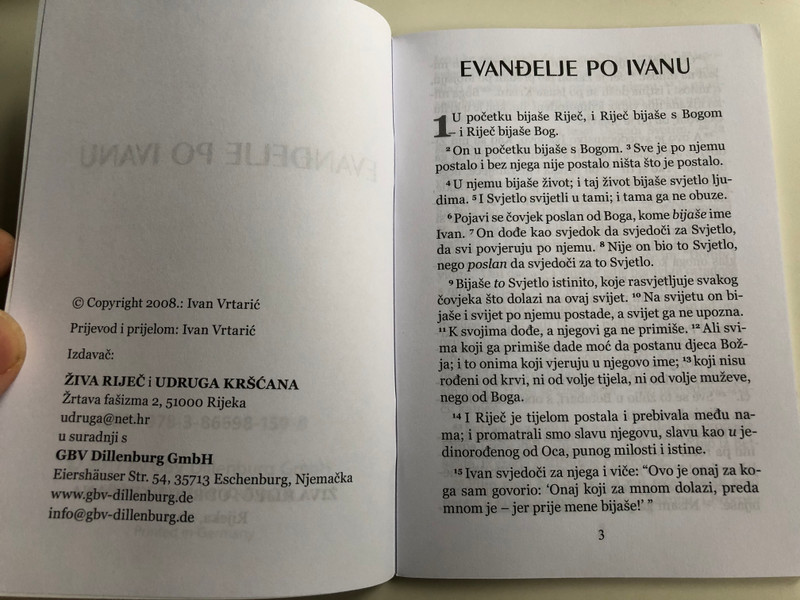 © Copyright 2008.: Ivan Vrtarić
Prijevod i prijelom: Ivan Vrtarić
Izdavač:
ŽIVA RIJEČ i UDRUGA KRŠĆANA
Žrtava fašizma 2, 51000 Rijeka
udruga@net.hr
u suradnji s
GBV Dillenburg GmbH
Eiershäuser Str. 54, 35713 Eschenburg, Njemačka
www.gbv-dillenburg.de
info@gbv-dillenburg.de
EVANĐELJE PO IVANU
1 U početku bijaše Riječ, i Riječ bijaše s Bogom
– i Riječ bijaše Bog.
² On u početku bijaše s Bogom. ³ Sve je po njemu
postalo i bez njega nije postalo ništa što je postalo.
⁴ U njemu bijaše život; i taj život bijaše svjetlo lju-
dima. ⁵ I Svjetlo svijetli u tami; i tama ga ne obuze.
⁶ Pojavi se čovjek poslan od Boga, kome bijaše ime
Ivan. ⁷ On dođe kao svjedok da svjedoči za Svjetlo,
da svi povjeruju po njemu. ⁸ Nije on bio to Svjetlo,
nego poslan da svjedoči za to Svjetlo.
⁹ Bijaše to Svjetlo istinito, koje rasvjetljuje svakog
čovjeka što dolazi na ovaj svijet. ¹⁰ Na svijetu on bi-
jaše i svijet po njemu postade, a svijet ga ne upozna.
¹¹ K svojima dođe, a njegovi ga ne primiše. ¹² Ali svi-
ma koji ga primiše dade moć da postanu djeca Bož-
ja; i to onima koji vjeruju u njegovo ime; ¹³ koji nisu
rođeni od krvi, ni od volje tijela, ni od volje muževe,
nego od Boga.
¹⁴ I Riječ je tijelom postala i prebivala među na-
ma; i promatrali smo slavu njegovu, slavu kao u je-
dinorođenog od Oca, punog milosti i istine.
¹⁵ Ivan svjedoči za njega i viče: “Ovo je onaj za ko-
ga sam govorio: ‘Onaj koji za mnom dolazi, preda
mnom je – jer prije mene bijaše!’ ”
3